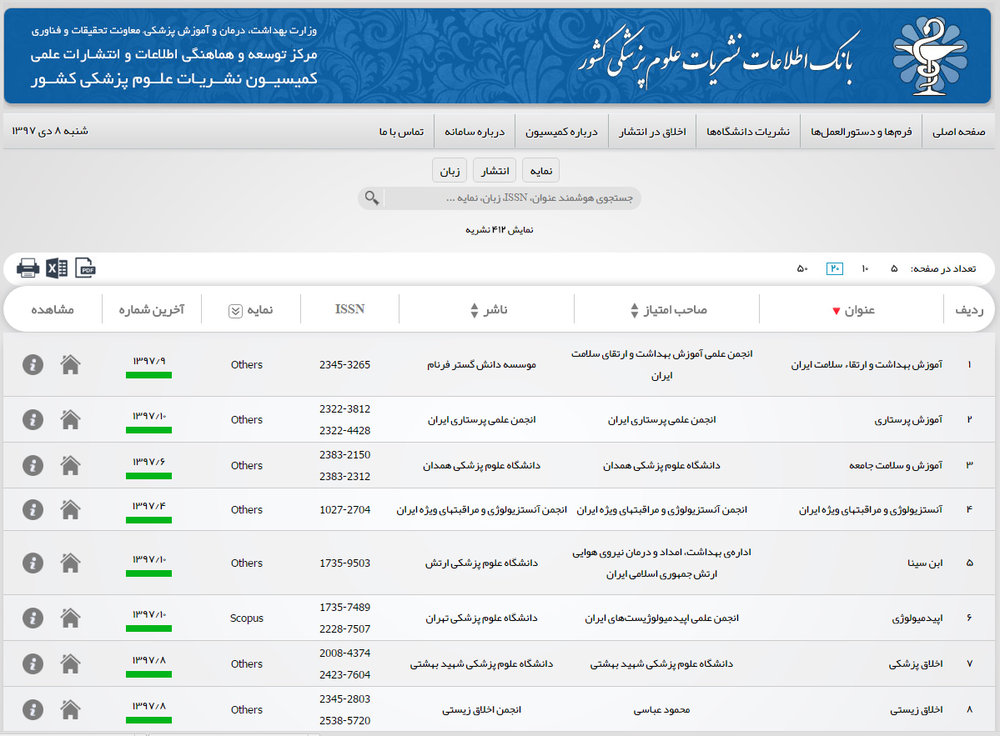 بانک اطلاعات نشریات علوم پزشکی کشور
وزارت بهداشت، درمان و آموزش پزشکی، معاونت تحقیقات و فناوری
مرکز توسعه و هماهنگی اطلاعات و انتشارات علمی
کمیسیون نشریات علوم پزشکی کشور
صفحه اصلی فرم‌ها و دستورالعمل‌ها نشریات دانشگاه‌ها اخلاق در انتشار درباره کمیسیون درباره سامانه تماس با ما شنبه ۸ دی ۱۳۹۷
نمایه انتشار زبان
جستجوی هوشمند عنوان، ISSN، زبان، نمایه ...
نمایش ۴۱۲ نشریه
تعداد در صفحه: ۵ ۱۰ ۲۰ ۵۰ PDF X
ردیف عنوان صاحب امتیاز ناشر ISSN نمایه آخرین شماره مشاهده
۱ آموزش بهداشت و ارتقاء سلامت ایران انجمن علمی آموزش بهداشت و ارتقای سلامت ایران موسسه دانش گستر فرنام 2345-3265 Others ۱۳۹۷/۹
۲ آموزش پرستاری انجمن علمی پرستاری ایران انجمن علمی پرستاری ایران 2322-3812 2322-4428 Others ۱۳۹۷/۱۰
۳ آموزش و سلامت جامعه دانشگاه علوم پزشکی همدان دانشگاه علوم پزشکی همدان 2383-2150 2383-2312 Others ۱۳۹۷/۶
۴ آنستزیولوژی و مراقبتهای ویژه ایران انجمن آنستزیولوژی و مراقبتهای ویژه ایران انجمن آنستزیولوژی و مراقبتهای ویژه ایران 1027-2704 Others ۱۳۹۷/۴
۵ ابن سینا اداره‌ی بهداشت، امداد و درمان نیروی هوایی ارتش جمهوری اسلامی ایران دانشگاه علوم پزشکی ارتش 1735-9503 Others ۱۳۹۷/۱۰
۶ اپیدمیولوژی انجمن علمی اپیدمیولوژیست‌های ایران دانشگاه علوم پزشکی تهران 1735-7489 2228-7507 Scopus ۱۳۹۷/۱۰
۷ اخلاق پزشکی دانشگاه علوم پزشکی شهید بهشتی دانشگاه علوم پزشکی شهید بهشتی 2008-4374 2423-7604 Others ۱۳۹۷/۸
۸ اخلاق زیستی محمود عباسی انجمن اخلاق زیستی 2345-2803 2538-5720 Others ۱۳۹۷/۸